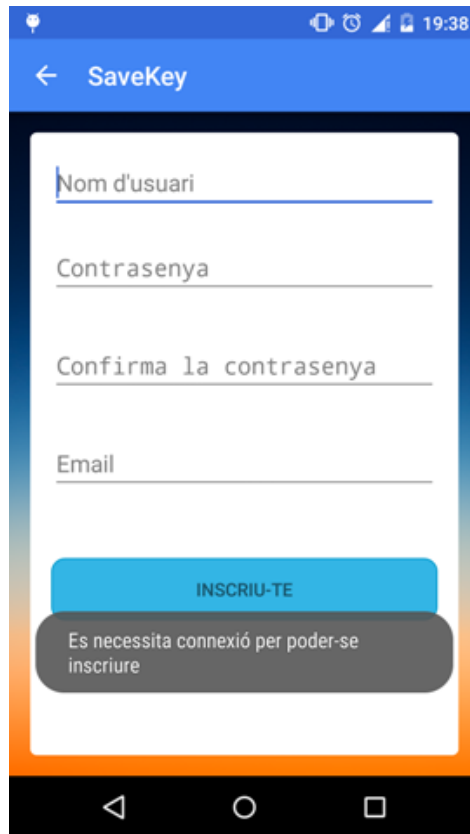 19:38
SaveKey
Nom d'usuari
Contrasenya
Confirma la contrasenya
Email
INSCRIU-TE
Es necessita connexió per poder-se
inscriure